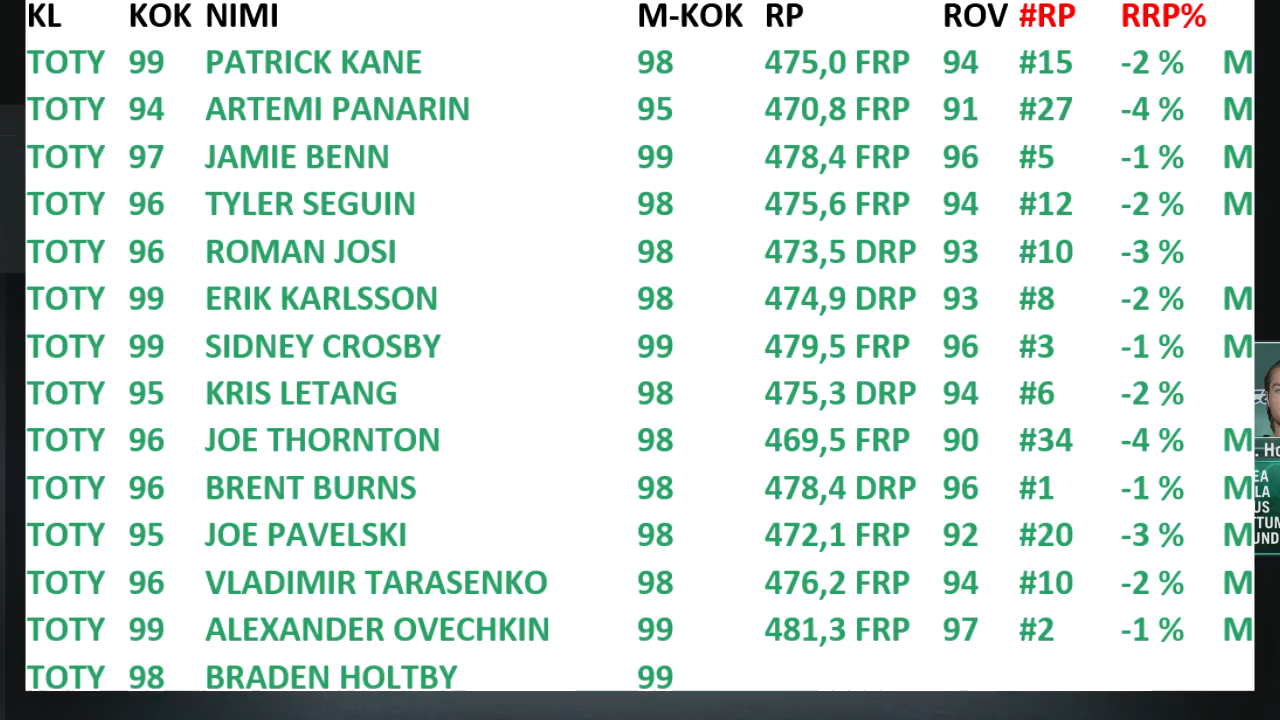 KL KOK NIMI M-KOK RP ROV #RP RRP%
TOTY 99 PATRICK KANE 98 475,0 FRP 94 #15 -2 % M
TOTY 94 ARTEMI PANARIN 95 470,8 FRP 91 #27 -4 % M
TOTY 97 JAMIE BENN 99 478,4 FRP 96 #5 -1 % M
TOTY 96 TYLER SEGUIN 98 475,6 FRP 94 #12 -2 % M
TOTY 96 ROMAN JOSI 98 473,5 DRP 93 #10 -3 %
TOTY 99 ERIK KARLSSON 98 474,9 DRP 93 #8 -2 % M
TOTY 99 SIDNEY CROSBY 99 479,5 FRP 96 #3 -1 % M
TOTY 95 KRIS LETANG 98 475,3 DRP 94 #6 -2 %
TOTY 96 JOE THORNTON 98 469,5 FRP 90 #34 -4 % M
TOTY 96 BRENT BURNS 98 478,4 DRP 96 #1 -1 % M
TOTY 95 JOE PAVELSKI 98 472,1 FRP 92 #20 -3 % M
TOTY 96 VLADIMIR TARASENKO 98 476,2 FRP 94 #10 -2 % M
TOTY 99 ALEXANDER OVECHKIN 99 481,3 FRP 97 #2 -1 % M
TOTY 98 BRADEN HOLTBY 99